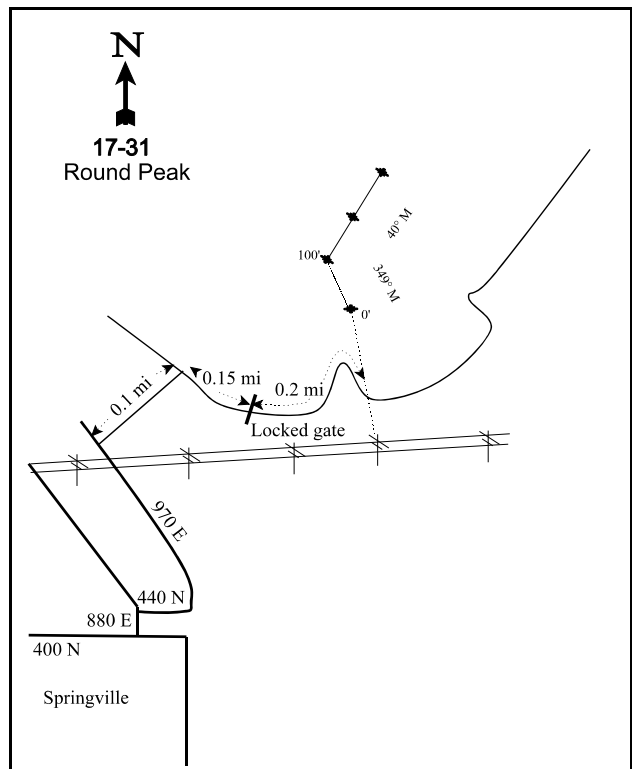 N
17-31
Round Peak
40° M
100'
349° M
0'
0.1 mi
0.15 mi
0.2 mi
Locked gate
970 E
440 N
880 E
400 N
Springville